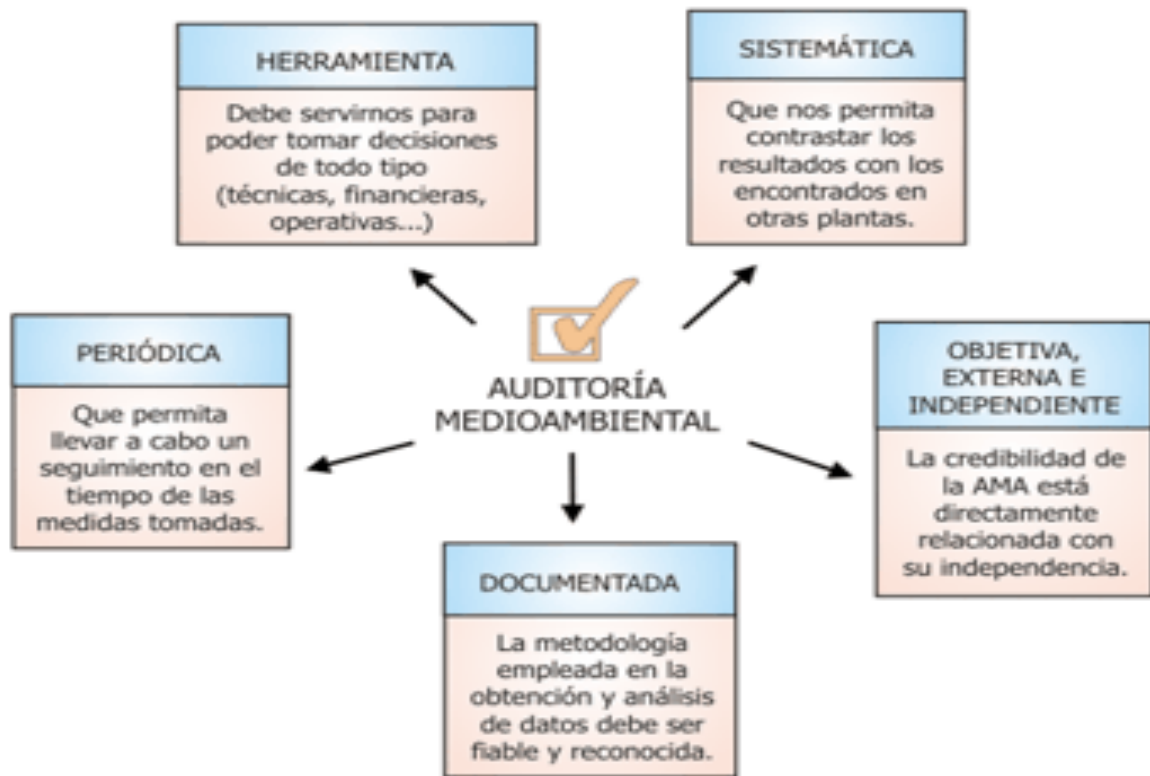 HERRAMIENTA
Debe servirnos para
poder tomar decisiones
de todo tipo
(técnicas, financieras,
operativas...)
SISTEMÁTICA
Que nos permita
contrastar los
resultados con los
encontrados en
otras plantas.
PERIÓDICA
Que permita
llevar a cabo un
seguimiento en el
tiempo de las
medidas tomadas.
AUDITORÍA
MEDIOAMBIENTAL
OBJETIVA,
EXTERNA E
INDEPENDIENTE
La credibilidad de
la AMA está
directamente
relacionada con
su independencia.
DOCUMENTADA
La metodología
empleada en la
obtención y análisis
de datos debe ser
fiable y reconocida.